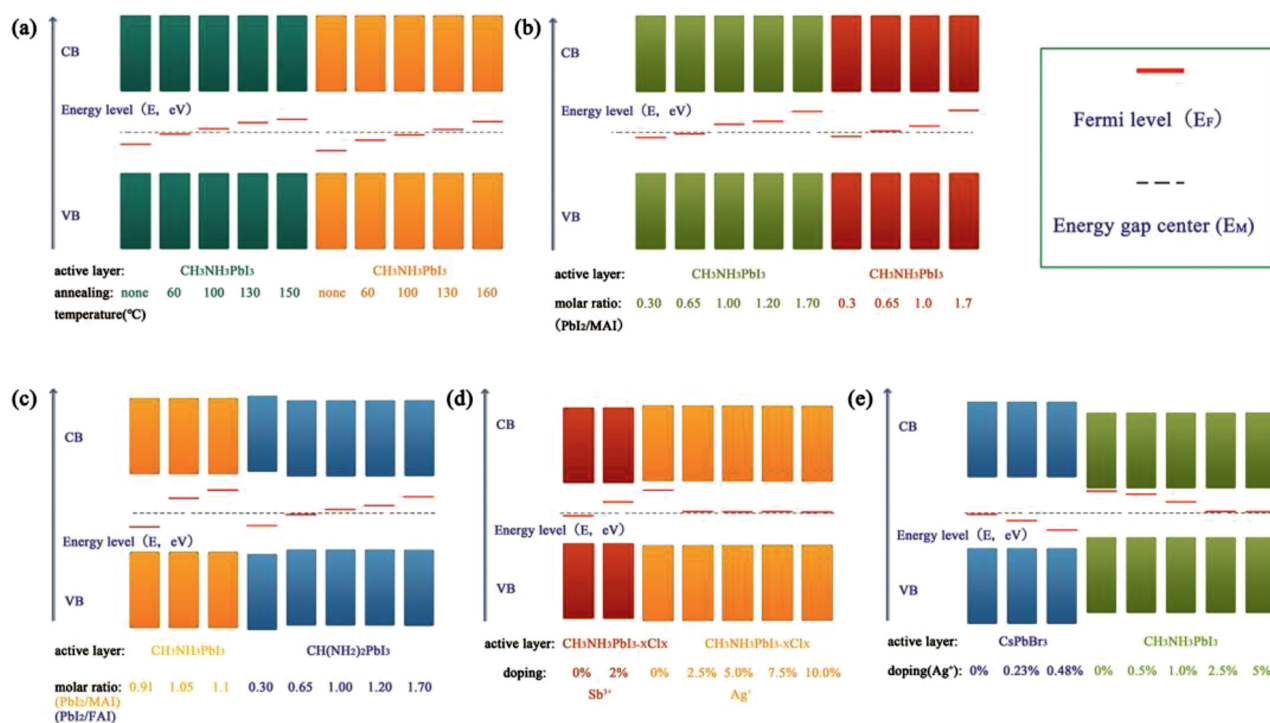 (a)
CB
Energy level (E, eV)
VB
active layer: CH3NH3PbI3 CH3NH3PbI3
annealing: none 60 100 130 150 none 60 100 130 160
temperature(℃)
(b)
CB
Energy level (E, eV)
VB
active layer: CH3NH3PbI3 CH3NH3PbI3
molar ratio: 0.30 0.65 1.00 1.20 1.70 0.3 0.65 1.0 1.7
(PbI2/MAI)
Fermi level (EF)
Energy gap center (EM)
(c)
CB
Energy level (E, eV)
VB
active layer: CH3NH3PbI3 CH(NH2)2PbI3
molar ratio: 0.91 1.05 1.1 0.30 0.65 1.00 1.20 1.70
(PbI2/MAI)
(PbI2/FAI)
(d)
CB
Energy level (E, eV)
VB
active layer: CH3NH3PbI3-xClx CH3NH3PbI3-xClx
doping: 0% 2% 0% 2.5% 5.0% 7.5% 10.0%
Sb3+ Ag+
(e)
CB
Energy level (E, eV)
VB
active layer: CsPbBr3 CH3NH3PbI3
doping(Ag+): 0% 0.23% 0.48% 0% 0.5% 1.0% 2.5% 5%